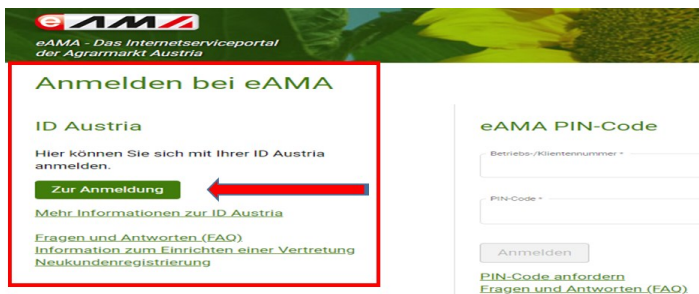 eAMA
eAMA - Das Internetserviceportal
der Agrarmarkt Austria
Anmelden bei eAMA
ID Austria
Hier können Sie sich mit Ihrer ID Austria
anmelden.
Zur Anmeldung
Mehr Informationen zur ID Austria
Fragen und Antworten (FAQ)
Information zum Einrichten einer Vertretung
Neukundenregistrierung
eAMA PIN-Code
Betriebs-/Klientennummer *
PIN-Code *
Anmelden
PIN-Code anfordern
Fragen und Antworten (FAQ)